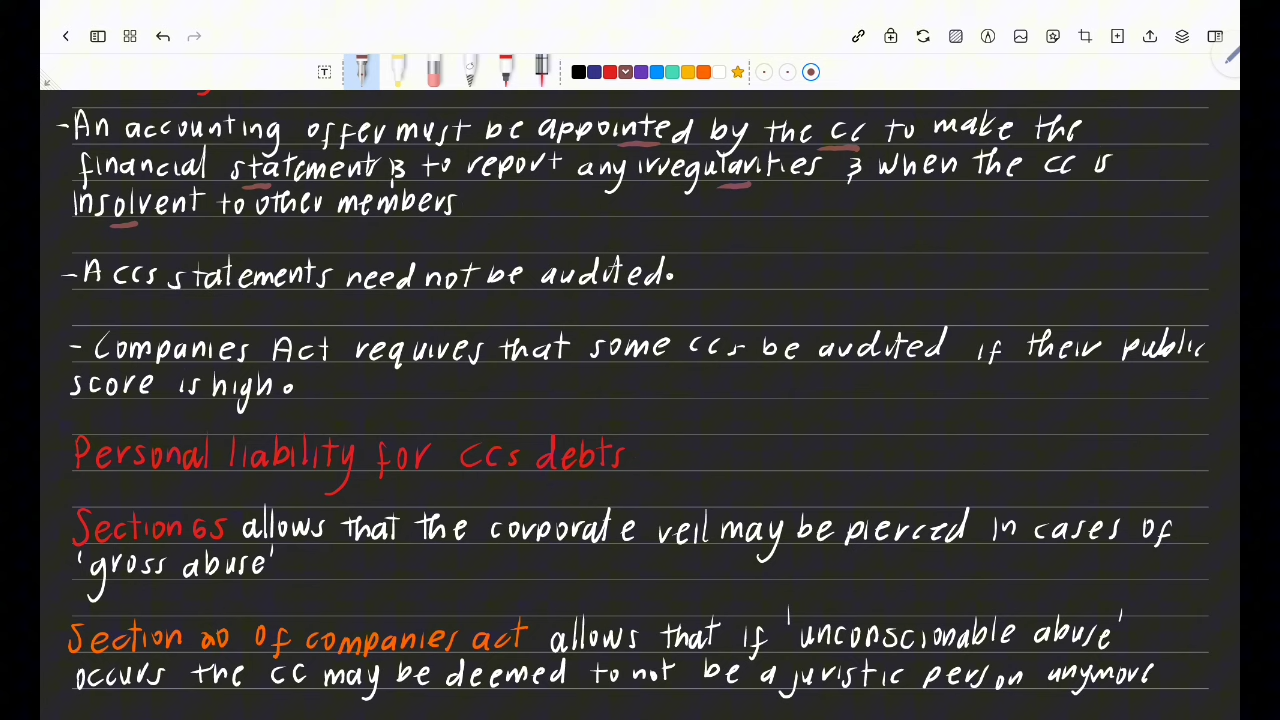 - An accounting offer must be appointed by the CC to make the
financial statement & to report any irregularities & when the CC is
insolvent to other members
- A CCs statements need not be audited.
- Companies Act requires that some CCs be audited if their public
score is high.
Personal liability for CCs debts
Section 65 allows that the corporate veil may be pierced in cases of
'gross abuse'
Section 20 of companies act allows that if 'unconscionable abuse'
occurs the CC may be deemed to not be a juristic person anymore